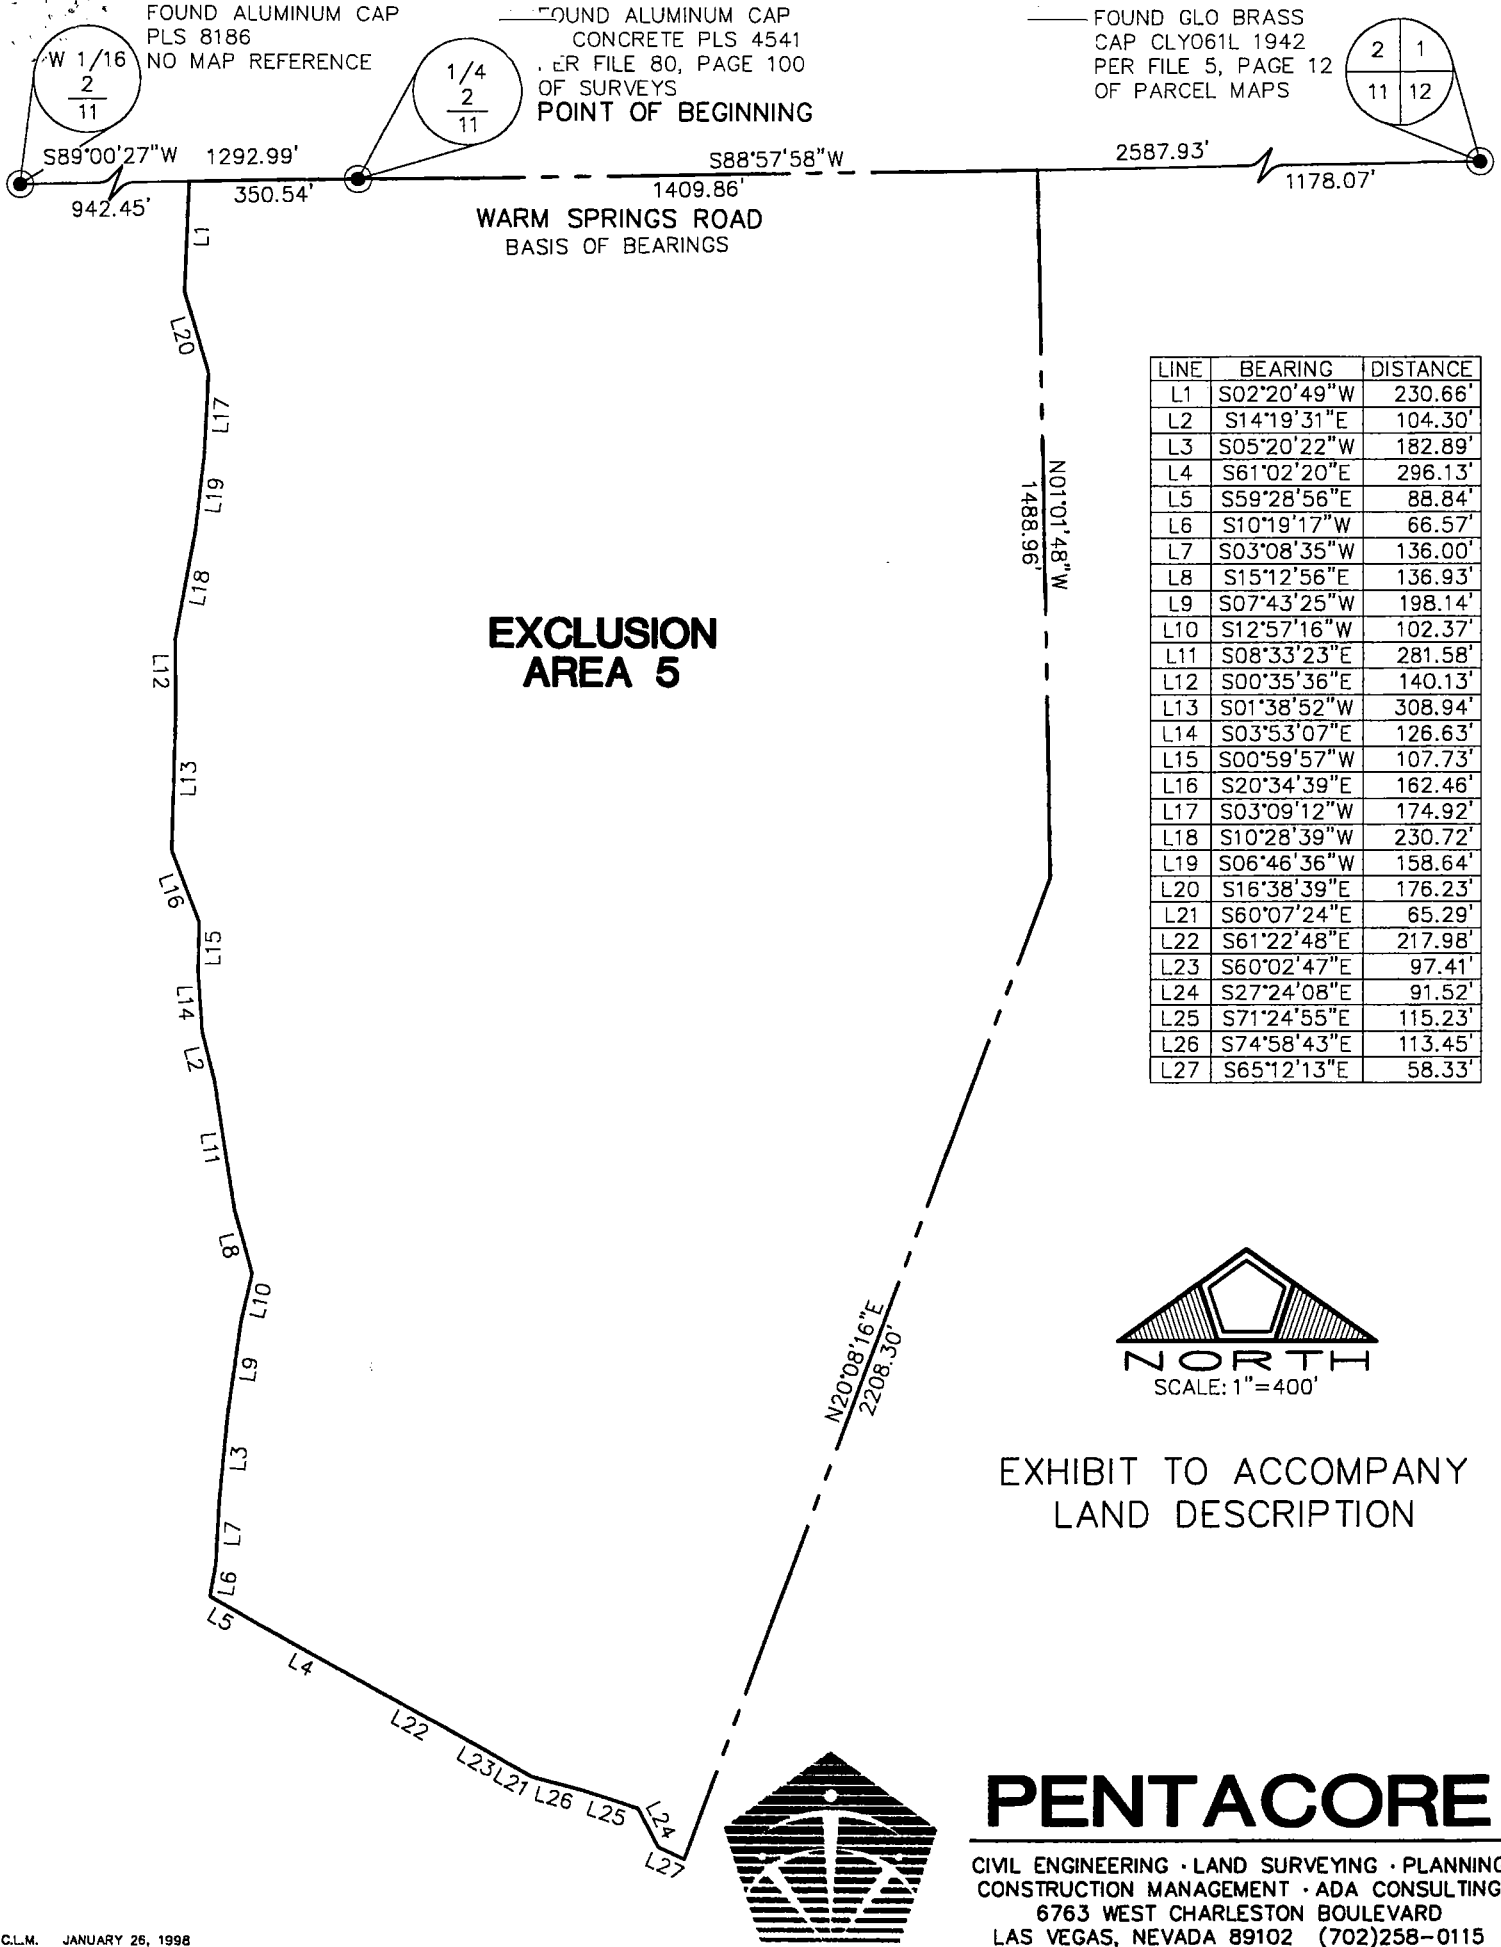 FOUND ALUMINUM CAP
PLS 8186
NO MAP REFERENCE
W 1/16
2
11
FOUND ALUMINUM CAP
CONCRETE PLS 4541
ER FILE 80, PAGE 100
OF SURVEYS
POINT OF BEGINNING
1/4
2
11
FOUND GLO BRASS
CAP CLY061L 1942
PER FILE 5, PAGE 12
OF PARCEL MAPS
2 1
11 12
S89°00'27"W 1292.99'
942.45' 350.54'
S88°57'58"W 2587.93'
1409.86' 1178.07'
WARM SPRINGS ROAD
BASIS OF BEARINGS
L1
L20
L17
L19
L18
L12
L13
L16
L15
L14
L2
L11
L8
L10
L9
L3
L7
L6
L5
L4
L22
L23
L21
L26
L25
L24
L27
N01°01'48"W
1488.96'
N20°08'16"E
2208.30'
EXCLUSION
AREA 5
LINE BEARING DISTANCE
L1 S02°20'49"W 230.66'
L2 S14°19'31"E 104.30'
L3 S05°20'22"W 182.89'
L4 S61°02'20"E 296.13'
L5 S59°28'56"E 88.84'
L6 S10°19'17"W 66.57'
L7 S03°08'35"W 136.00'
L8 S15°12'56"E 136.93'
L9 S07°43'25"W 198.14'
L10 S12°57'16"W 102.37'
L11 S08°33'23"E 281.58'
L12 S00°35'36"E 140.13'
L13 S01°38'52"W 308.94'
L14 S03°53'07"E 126.63'
L15 S00°59'57"W 107.73'
L16 S20°34'39"E 162.46'
L17 S03°09'12"W 174.92'
L18 S10°28'39"W 230.72'
L19 S06°46'36"W 158.64'
L20 S16°38'39"E 176.23'
L21 S60°07'24"E 65.29'
L22 S61°22'48"E 217.98'
L23 S60°02'47"E 97.41'
L24 S27°24'08"E 91.52'
L25 S71°24'55"E 115.23'
L26 S74°58'43"E 113.45'
L27 S65°12'13"E 58.33'
NORTH
SCALE: 1"=400'
EXHIBIT TO ACCOMPANY
LAND DESCRIPTION
PENTACORE
CIVIL ENGINEERING · LAND SURVEYING · PLANNING
CONSTRUCTION MANAGEMENT · ADA CONSULTING
6763 WEST CHARLESTON BOULEVARD
LAS VEGAS, NEVADA 89102 (702)258-0115
C.L.M. JANUARY 26, 1998